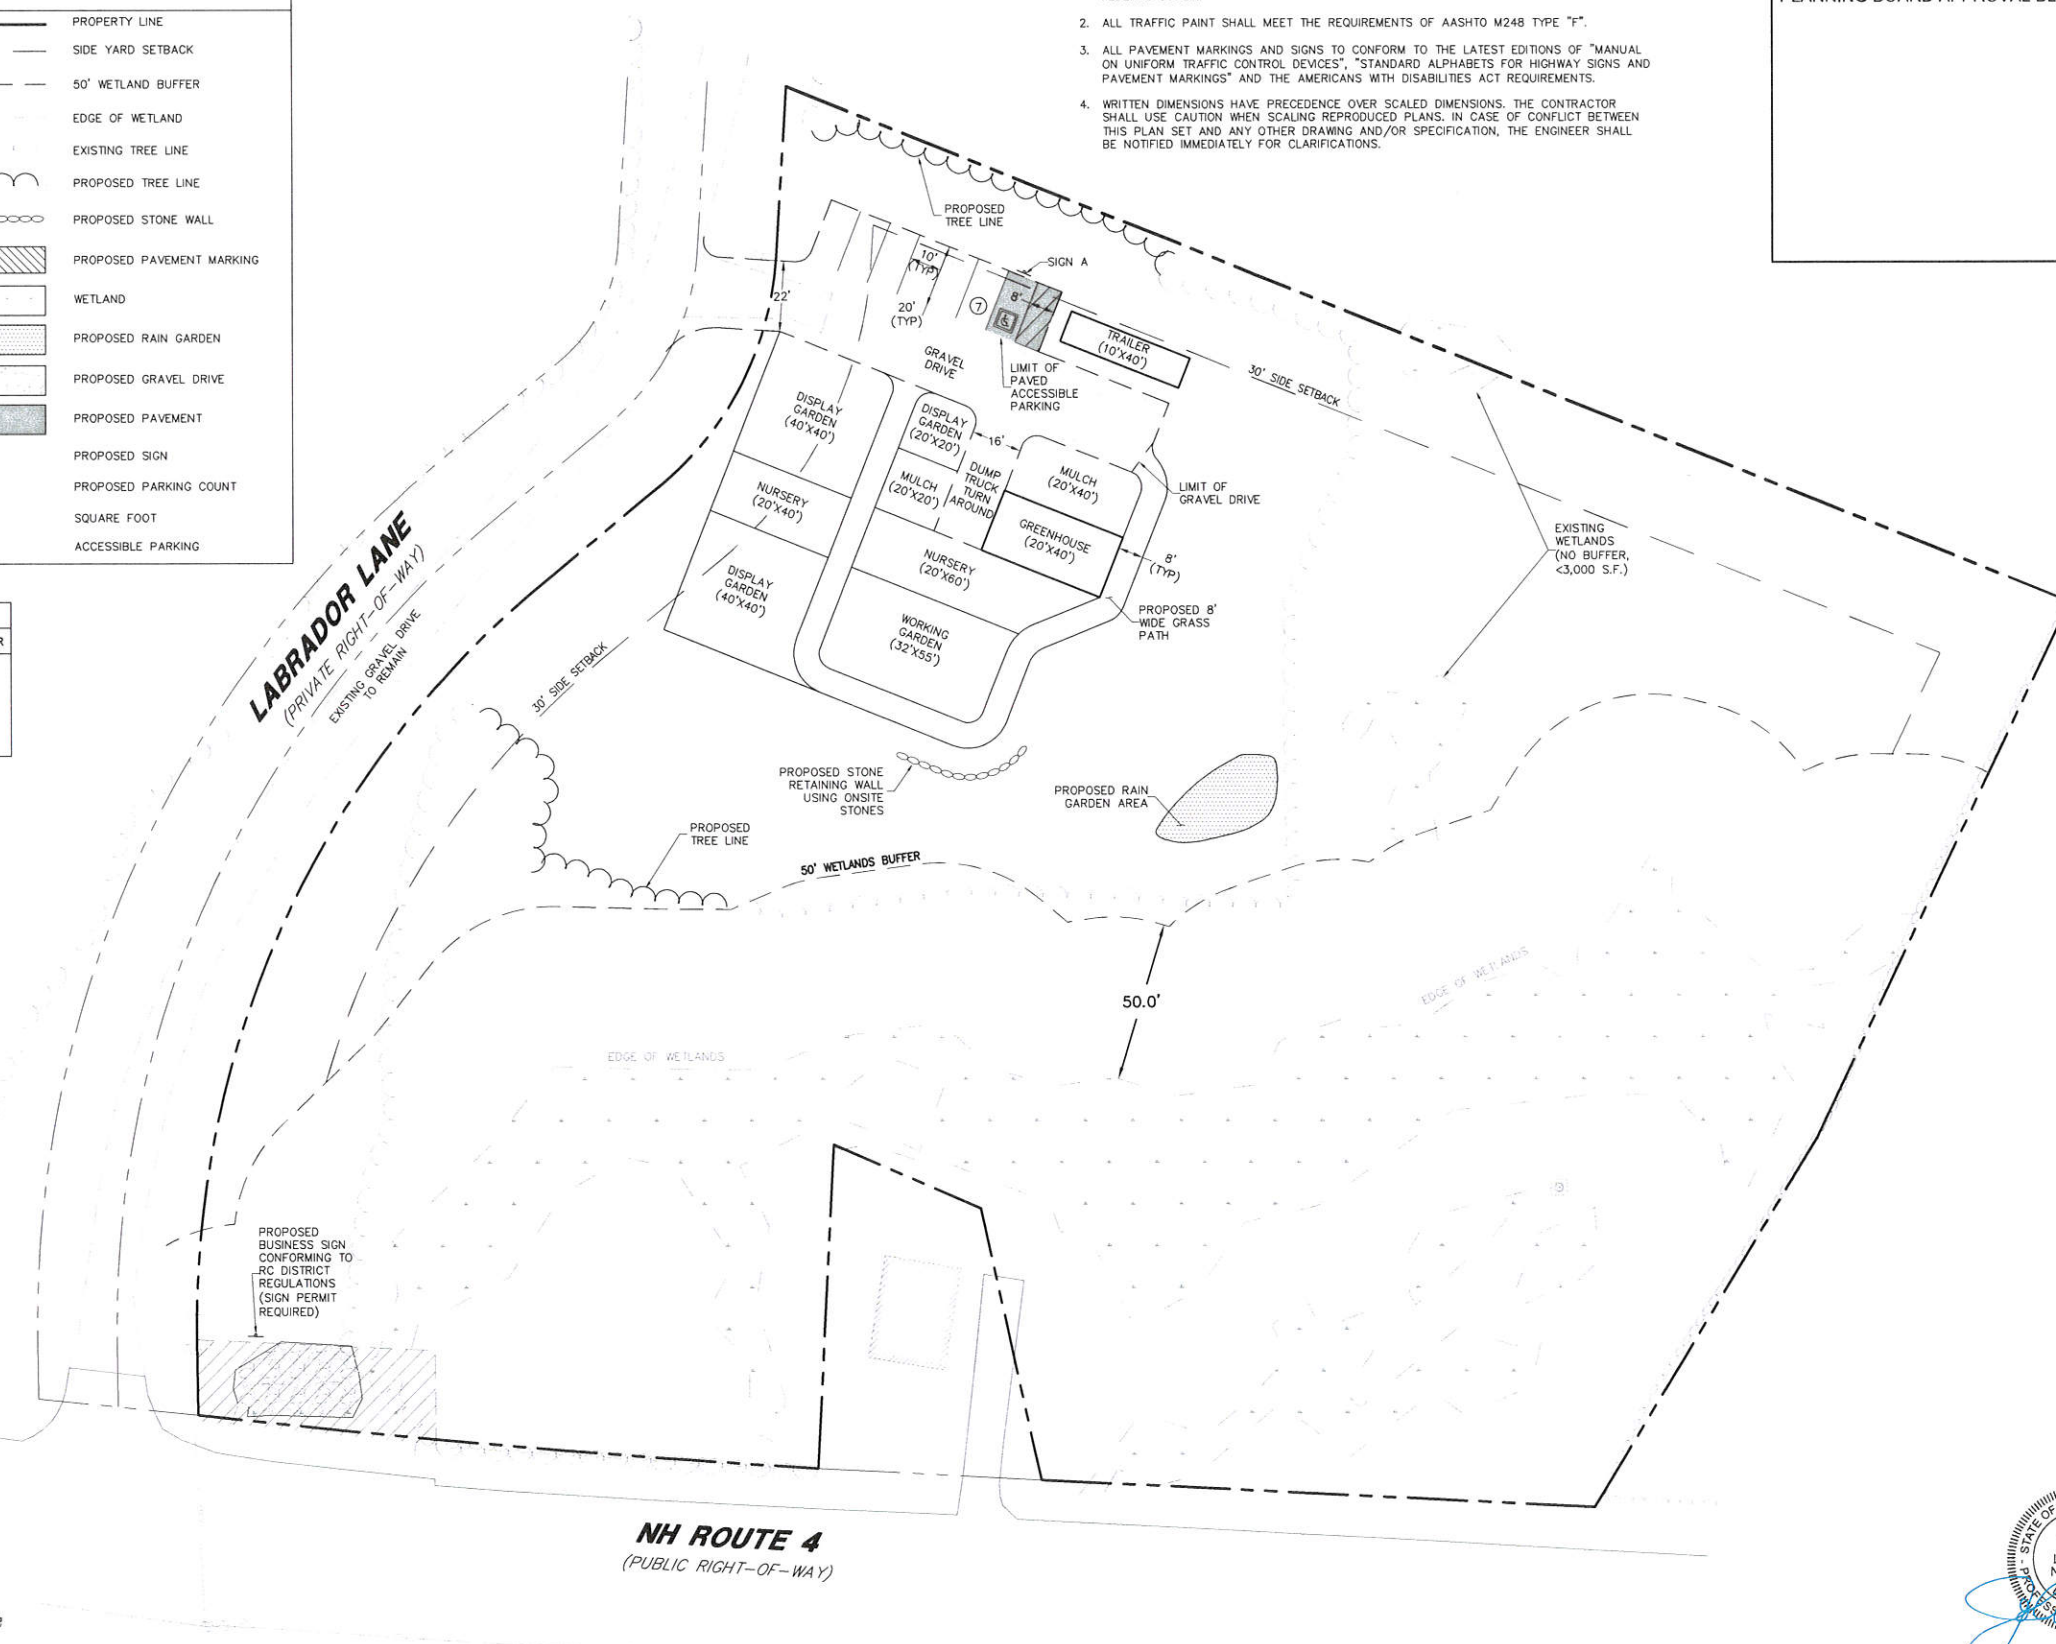 PROPERTY LINE
SIDE YARD SETBACK
50' WETLAND BUFFER
EDGE OF WETLAND
EXISTING TREE LINE
PROPOSED TREE LINE
PROPOSED STONE WALL
PROPOSED PAVEMENT MARKING
WETLAND
PROPOSED RAIN GARDEN
PROPOSED GRAVEL DRIVE
PROPOSED PAVEMENT
PROPOSED SIGN
PROPOSED PARKING COUNT
SQUARE FOOT
ACCESSIBLE PARKING
2. ALL TRAFFIC PAINT SHALL MEET THE REQUIREMENTS OF AASHTO M248 TYPE "F".
3. ALL PAVEMENT MARKINGS AND SIGNS TO CONFORM TO THE LATEST EDITIONS OF "MANUAL
ON UNIFORM TRAFFIC CONTROL DEVICES", "STANDARD ALPHABETS FOR HIGHWAY SIGNS AND
PAVEMENT MARKINGS" AND THE AMERICANS WITH DISABILITIES ACT REQUIREMENTS.
4. WRITTEN DIMENSIONS HAVE PRECEDENCE OVER SCALED DIMENSIONS. THE CONTRACTOR
SHALL USE CAUTION WHEN SCALING REPRODUCED PLANS. IN CASE OF CONFLICT BETWEEN
THIS PLAN SET AND ANY OTHER DRAWING AND/OR SPECIFICATION, THE ENGINEER SHALL
BE NOTIFIED IMMEDIATELY FOR CLARIFICATIONS.
PROPOSED
TREE LINE
SIGN A
10'
(TYP)
20'
(TYP)
7
8'
22'
TRAILER
(10'X40')
GRAVEL
DRIVE
LIMIT OF
PAVED
ACCESSIBLE
PARKING
30' SIDE SETBACK
DISPLAY
GARDEN
(40'X40')
DISPLAY
GARDEN
(20'X20')
16'
MULCH
(20'X40')
LIMIT OF
GRAVEL DRIVE
NURSERY
(20'X40')
MULCH
(20'X20')
DUMP
TRUCK
TURN
AROUND
GREENHOUSE
(20'X40')
8'
(TYP)
EXISTING
WETLANDS
(NO BUFFER,
<3,000 S.F.)
DISPLAY
GARDEN
(40'X40')
NURSERY
(20'X60')
WORKING
GARDEN
(32'X55')
PROPOSED 8'
WIDE GRASS
PATH
LABRADOR LANE
(PRIVATE RIGHT-OF-WAY)
EXISTING GRAVEL DRIVE
TO REMAIN
30' SIDE SETBACK
PROPOSED STONE
RETAINING WALL
USING ONSITE
STONES
PROPOSED RAIN
GARDEN AREA
PROPOSED
TREE LINE
50' WETLANDS BUFFER
50.0'
EDGE OF WETLANDS
EDGE OF WETLANDS
PROPOSED
BUSINESS SIGN
CONFORMING TO
RC DISTRICT
REGULATIONS
(SIGN PERMIT
REQUIRED)
NH ROUTE 4
(PUBLIC RIGHT-OF-WAY)
STATE OF